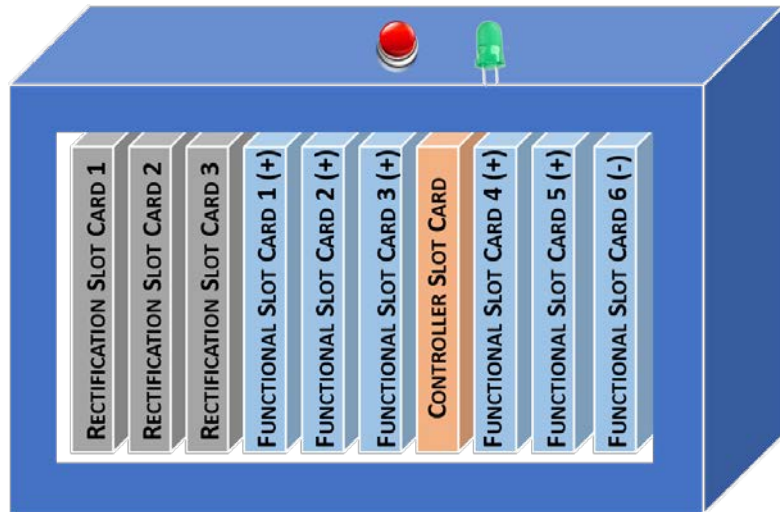 RECTIFICATION SLOT CARD 1
RECTIFICATION SLOT CARD 2
RECTIFICATION SLOT CARD 3
FUNCTIONAL SLOT CARD 1 (+)
FUNCTIONAL SLOT CARD 2 (+)
FUNCTIONAL SLOT CARD 3 (+)
CONTROLLER SLOT CARD
FUNCTIONAL SLOT CARD 4 (+)
FUNCTIONAL SLOT CARD 5 (+)
FUNCTIONAL SLOT CARD 6 (-)